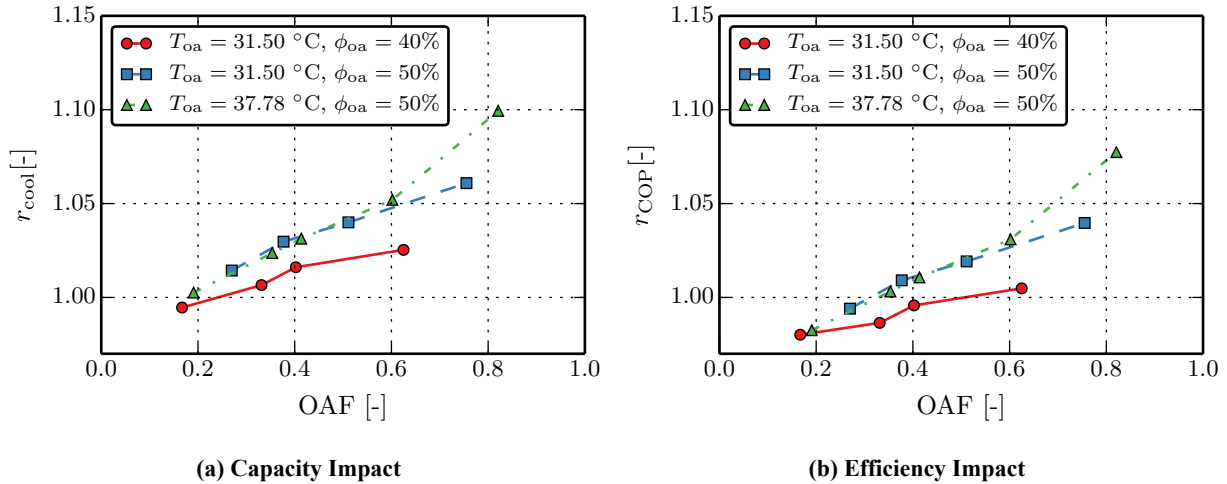 1.15
1.10
1.05
1.00
r_cool [-]
T_oa = 31.50 °C, ϕ_oa = 40%
T_oa = 31.50 °C, ϕ_oa = 50%
T_oa = 37.78 °C, ϕ_oa = 50%
0.0 0.2 0.4 0.6 0.8 1.0
OAF [-]
(a) Capacity Impact
1.15
1.10
1.05
1.00
r_COP [-]
T_oa = 31.50 °C, ϕ_oa = 40%
T_oa = 31.50 °C, ϕ_oa = 50%
T_oa = 37.78 °C, ϕ_oa = 50%
0.0 0.2 0.4 0.6 0.8 1.0
OAF [-]
(b) Efficiency Impact